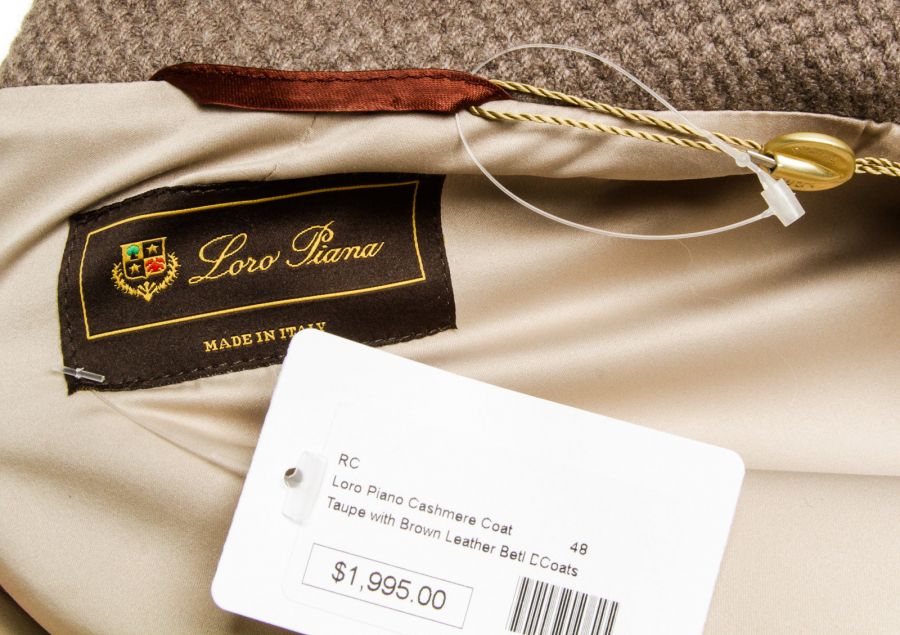 Loro Piana
MADE IN ITALY
RC
Loro Piano Cashmere Coat
48
Taupe with Brown Leather Betl DCoats
$1,995.00